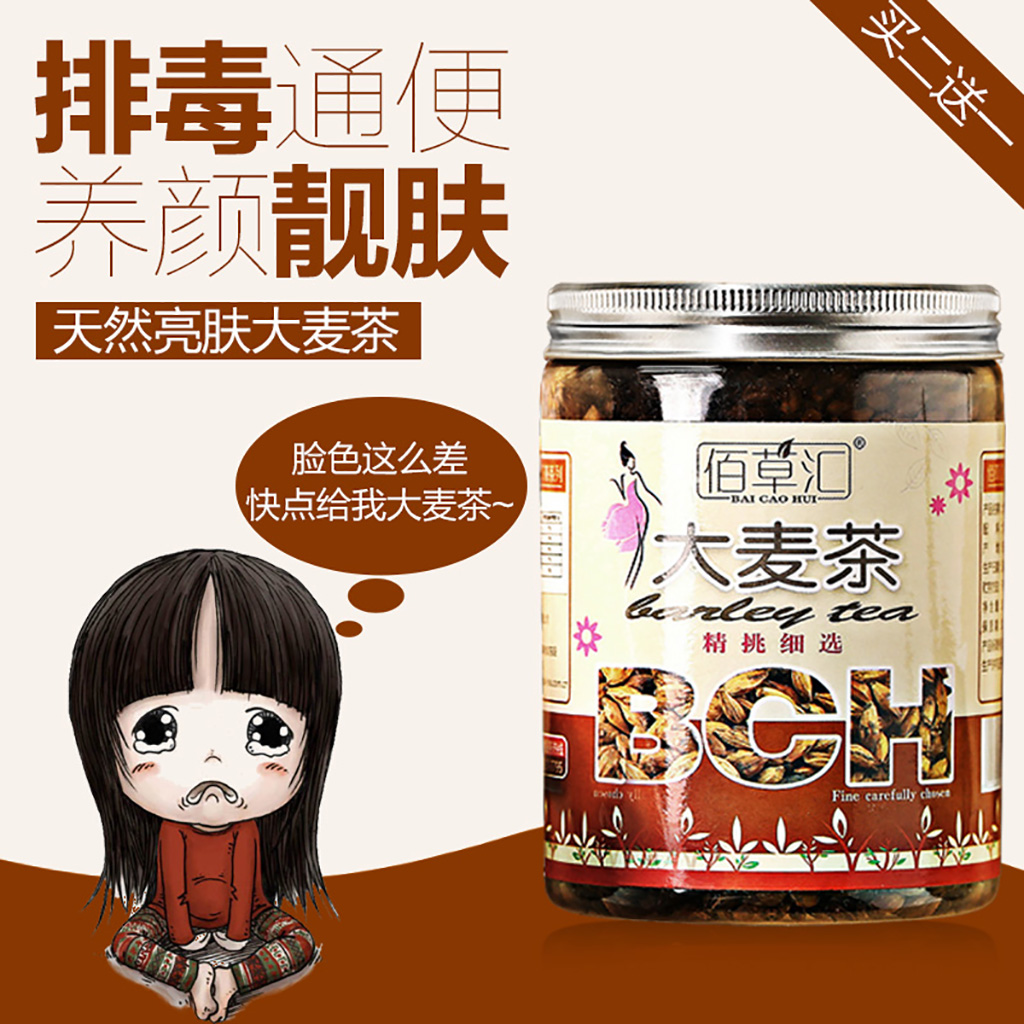 排毒通便
养颜靓肤
天然亮肤大麦茶
买二送一
脸色这么差
快点给我大麦茶~
佰草汇®
BAI CAO HUI
大麦茶
barley tea
精挑细选
BCH
Fine carefully chosen